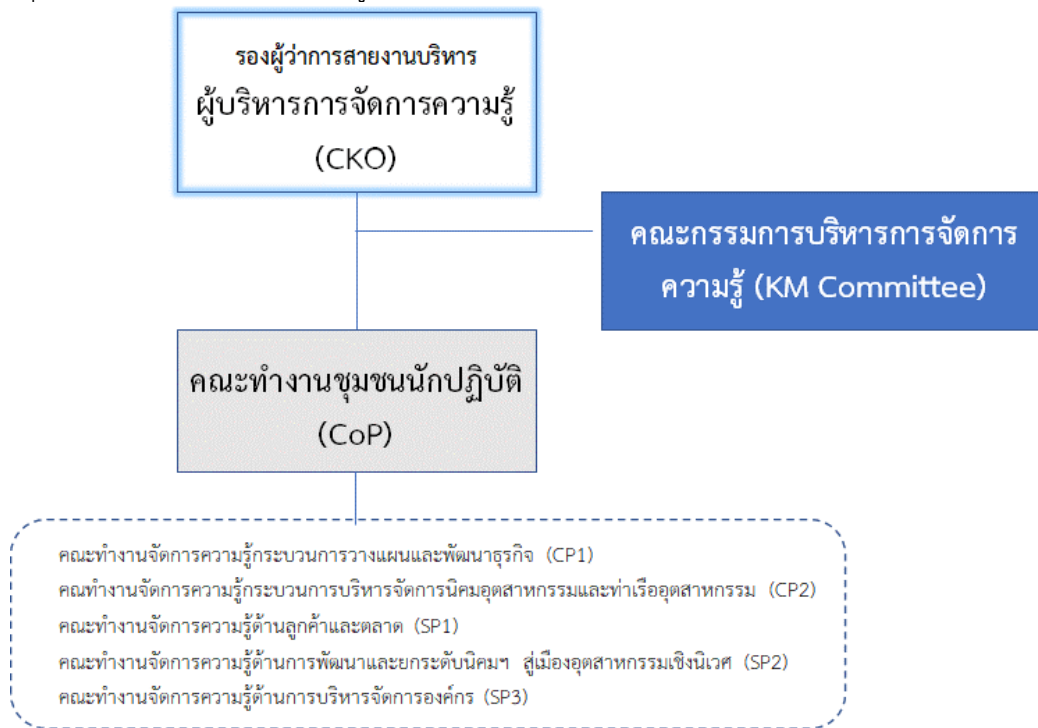 รองผู้ว่าการสายงานบริหาร
ผู้บริหารการจัดการความรู้
(CKO)
คณะกรรมการบริหารการจัดการ
ความรู้ (KM Committee)
คณะทำงานชุมชนนักปฏิบัติ
(CoP)
คณะทำงานจัดการความรู้กระบวนการวางแผนและพัฒนาธุรกิจ (CP1)
คณทำงานจัดการความรู้กระบวนการบริหารจัดการนิคมอุตสาหกรรมและท่าเรืออุตสาหกรรม (CP2)
คณะทำงานจัดการความรู้ด้านลูกค้าและตลาด (SP1)
คณะทำงานจัดการความรู้ด้านการพัฒนาและยกระดับนิคมฯ สู่เมืองอุตสาหกรรมเชิงนิเวศ (SP2)
คณะทำงานจัดการความรู้ด้านการบริหารจัดการองค์กร (SP3)